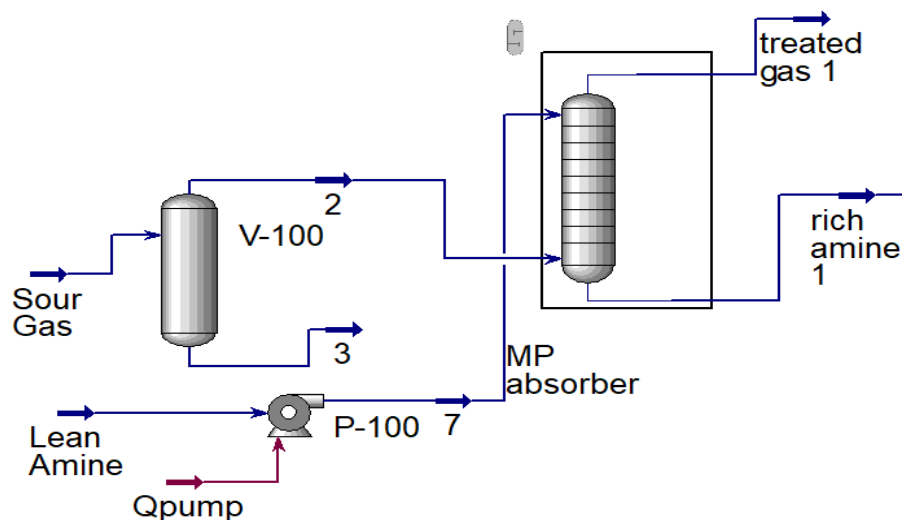 treated
gas 1
2
V-100
rich
amine
1
Sour
Gas
3
MP
absorber
P-100
7
Lean
Amine
Qpump